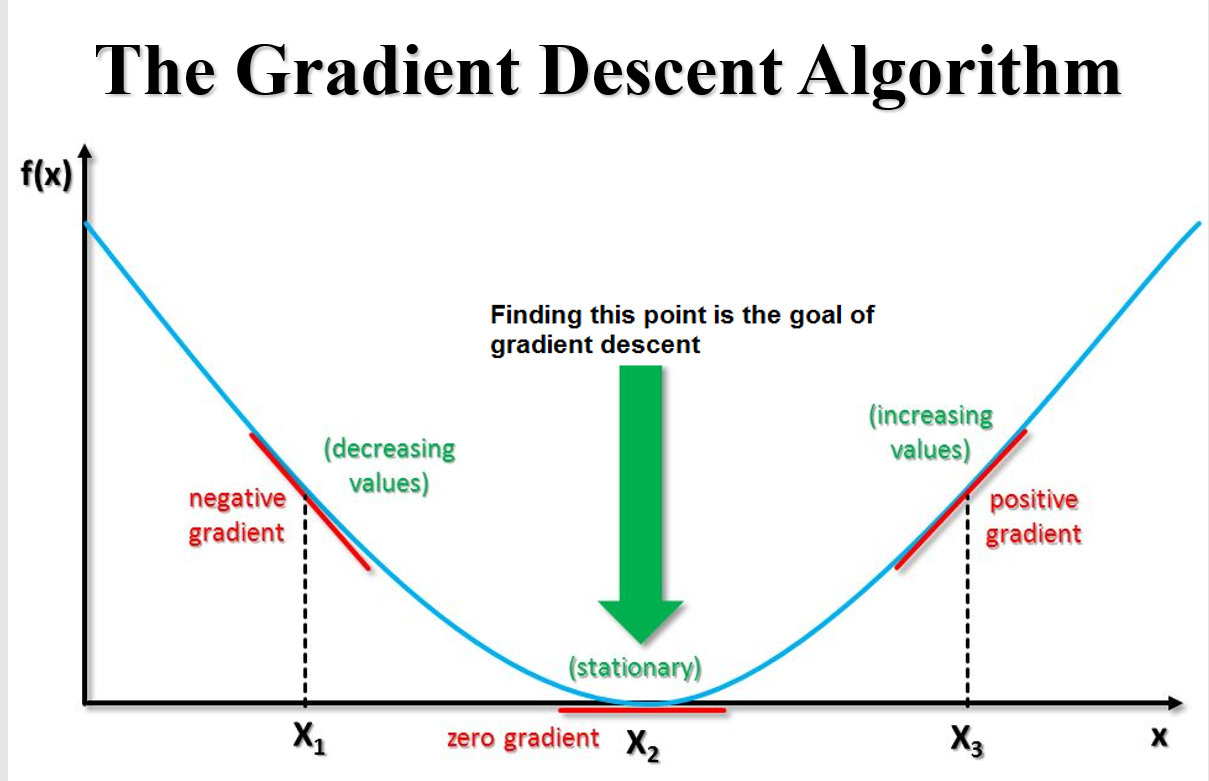 The Gradient Descent Algorithm
f(x)
Finding this point is the goal of
gradient descent
(decreasing
values)
negative
gradient
(increasing
values)
positive
gradient
(stationary)
zero gradient
X₁
X₂
X₃
x